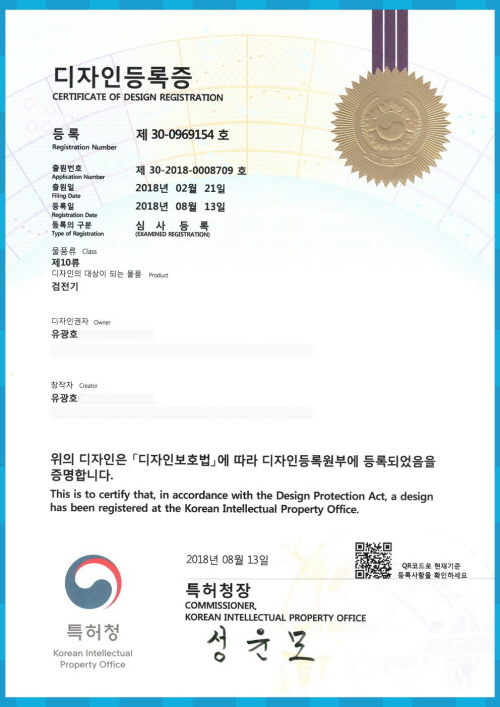 디자인등록증
CERTIFICATE OF DESIGN REGISTRATION
등 록 제 30-0969154 호
Registration Number
출원번호 제 30-2018-0008709 호
Application Number
출원일 2018년 02월 21일
Filing Date
등록일 2018년 08월 13일
Registration Date
등록의 구분 심 사 등 록
Type of Registration (EXAMINED REGISTRATION)
물품류 Class
제10류
디자인의 대상이 되는 물품 Product
검전기
디자인권자 Owner
유광호
창작자 Creator
유광호
위의 디자인은 「디자인보호법」에 따라 디자인등록원부에 등록되었음을
증명합니다.
This is to certify that, in accordance with the Design Protection Act, a design
has been registered at the Korean Intellectual Property Office.
2018년 08월 13일
QR코드로 현재기준
등록사항을 확인하세요
특허청장
COMMISSIONER,
KOREAN INTELLECTUAL PROPERTY OFFICE
성윤모
특허청
Korean Intellectual
Property Office